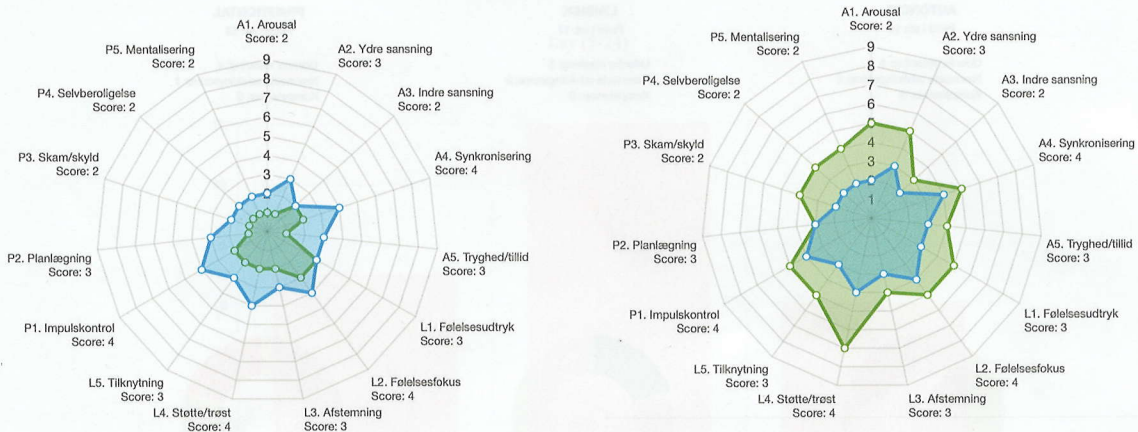 A1. Arousal
Score: 2
A2. Ydre sansning
Score: 3
A3. Indre sansning
Score: 2
A4. Synkronisering
Score: 4
A5. Tryghed/tillid
Score: 3
L1. Følelsesudtryk
Score: 3
L2. Følelsesfokus
Score: 4
L3. Afstemning
Score: 3
L4. Støtte/trøst
Score: 4
L5. Tilknytning
Score: 3
P1. Impulskontrol
Score: 4
P2. Planlægning
Score: 3
P3. Skam/skyld
Score: 2
P4. Selvberoligelse
Score: 2
P5. Mentalisering
Score: 2
9
8
7
6
5
4
3
2
A1. Arousal
Score: 2
A2. Ydre sansning
Score: 3
A3. Indre sansning
Score: 2
A4. Synkronisering
Score: 4
A5. Tryghed/tillid
Score: 3
L1. Følelsesudtryk
Score: 3
L2. Følelsesfokus
Score: 4
L3. Afstemning
Score: 3
L4. Støtte/trøst
Score: 4
L5. Tilknytning
Score: 3
P1. Impulskontrol
Score: 4
P2. Planlægning
Score: 3
P3. Skam/skyld
Score: 2
P4. Selvberoligelse
Score: 2
P5. Mentalisering
Score: 2
9
8
7
6
5
4
3
2
1